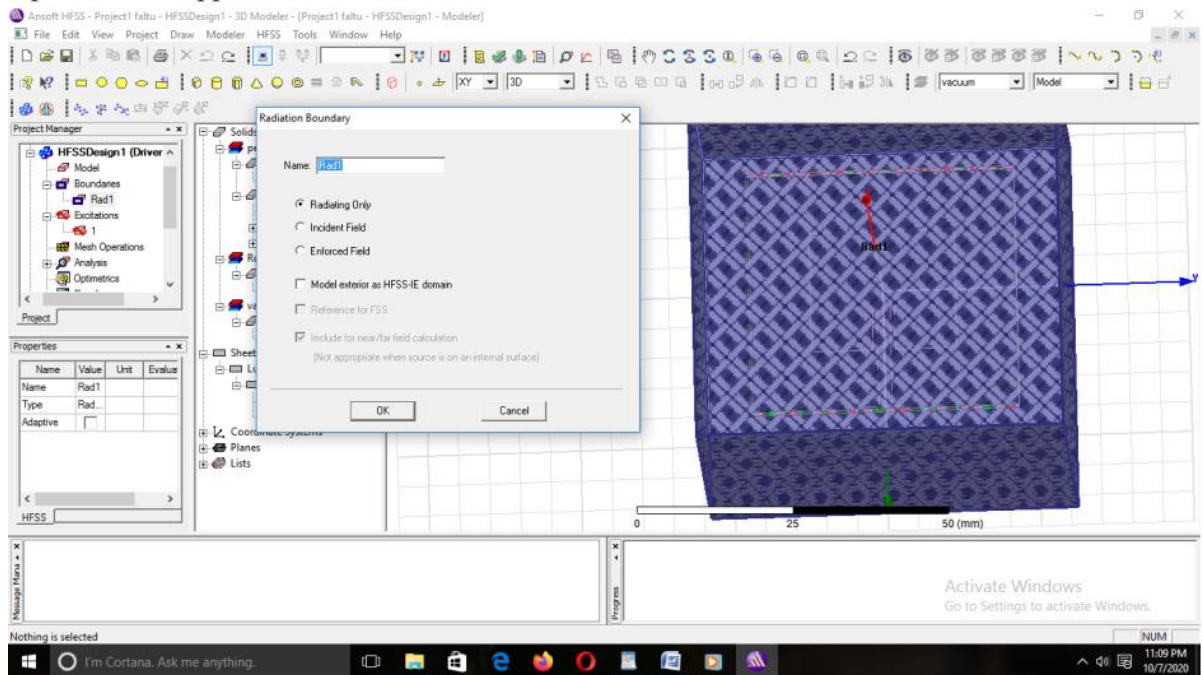 Ansoft HFSS - Project1 faltu - HFSSDesign1 - 3D Modeler - [Project1 faltu - HFSSDesign1 - Modeler]
File Edit View Project Draw Modeler HFSS Tools Window Help
XY
3D
vacuum
Model
Project Manager
HFSSDesign1 (Driver
Model
Boundaries
Rad1
Excitations
1
Mesh Operations
Analysis
Optimetrics
Project
Properties
Name Value Unit Evalua
Name Rad1
Type Rad...
Adaptive
HFSS
Solids
Sheet
Coordinate Systems
Planes
Lists
Radiation Boundary
Name: Rad1
Radiating Only
Incident Field
Enforced Field
Model exterior as HFSS-IE domain
Reference for FSS
Include for near/far field calculation
(Not appropriate when source is on an internal surface)
OK Cancel
Rad1
Y
0 25 50 (mm)
Message Mana
Progress
Activate Windows
Go to Settings to activate Windows.
Nothing is selected
NUM
I'm Cortana. Ask me anything.
11:09 PM
10/7/2020